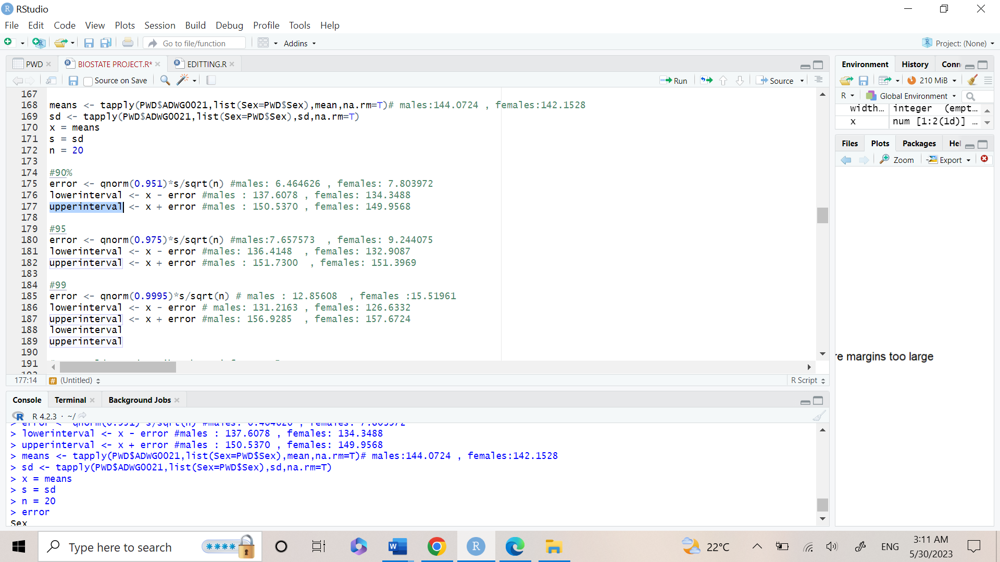 RStudio
File Edit Code View Plots Session Build Debug Profile Tools Help
Go to file/function Addins Project: (None)
PWD BIOSTATE PROJECT.R* EDITTING.R
Source on Save Run Source
167
168 means <- tapply(PWD$ADWG0021,list(Sex=PWD$Sex),mean,na.rm=T)# males:144.0724 , females:142.1528
169 sd <- tapply(PWD$ADWG0021,list(Sex=PWD$Sex),sd,na.rm=T)
170 x = means
171 s = sd
172 n = 20
173
174 #90%
175 error <- qnorm(0.951)*s/sqrt(n) #males: 6.464626 , females: 7.803972
176 lowerinterval <- x - error #males : 137.6078 , females: 134.3488
177 upperinterval <- x + error #males : 150.5370 , females: 149.9568
178
179 #95
180 error <- qnorm(0.975)*s/sqrt(n) #males:7.657573  , females: 9.244075
181 lowerinterval <- x - error #males: 136.4148  , females: 132.9087
182 upperinterval <- x + error #males : 151.7300  , females: 151.3969
183
184 #99
185 error <- qnorm(0.9995)*s/sqrt(n) # males : 12.85608  , females :15.51961
186 lowerinterval <- x - error # males: 131.2163 , females: 126.6332
187 upperinterval <- x + error #males: 156.9285  , females: 157.6724
188 lowerinterval
189 upperinterval
190
191
177:14 # (Untitled) R Script
Console Terminal Background Jobs
R 4.2.3 · ~/
> error <- qnorm(0.951)*s/sqrt(n) #males: 6.464626 , females: 7.803972
> lowerinterval <- x - error #males : 137.6078 , females: 134.3488
> upperinterval <- x + error #males : 150.5370 , females: 149.9568
> means <- tapply(PWD$ADWG0021,list(Sex=PWD$Sex),mean,na.rm=T)# males:144.0724 , females:142.1528
> sd <- tapply(PWD$ADWG0021,list(Sex=PWD$Sex),sd,na.rm=T)
> x = means
> s = sd
> n = 20
> error
Sex
Environment History Conn
210 MiB
R Global Environment
width... integer (empt...
x num [1:2(1d)] ...
Files Plots Packages Hel
Zoom Export
re margins too large
Type here to search
22°C ENG 3:11 AM
5/30/2023